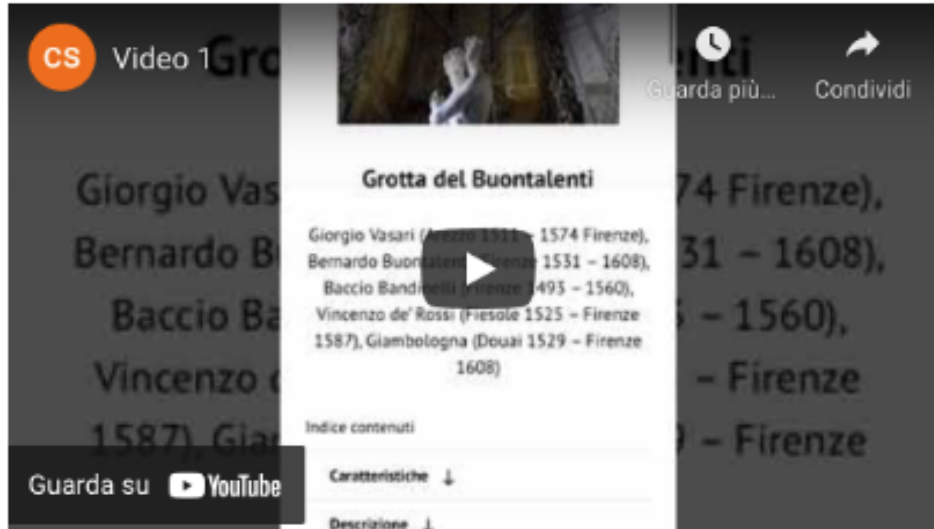 CS Video 1
Guarda più...
Condividi
Grotta del Buontalenti
Giorgio Vasari (Arezzo 1511 – 1574 Firenze),
Bernardo Buontalenti (Firenze 1531 – 1608),
Baccio Bandinelli (Firenze 1493 – 1560),
Vincenzo de' Rossi (Fiesole 1525 – Firenze
1587), Giambologna (Douai 1529 – Firenze
1608)
Indice contenuti
Caratteristiche ↓
Descrizione ↓
Guarda su YouTube